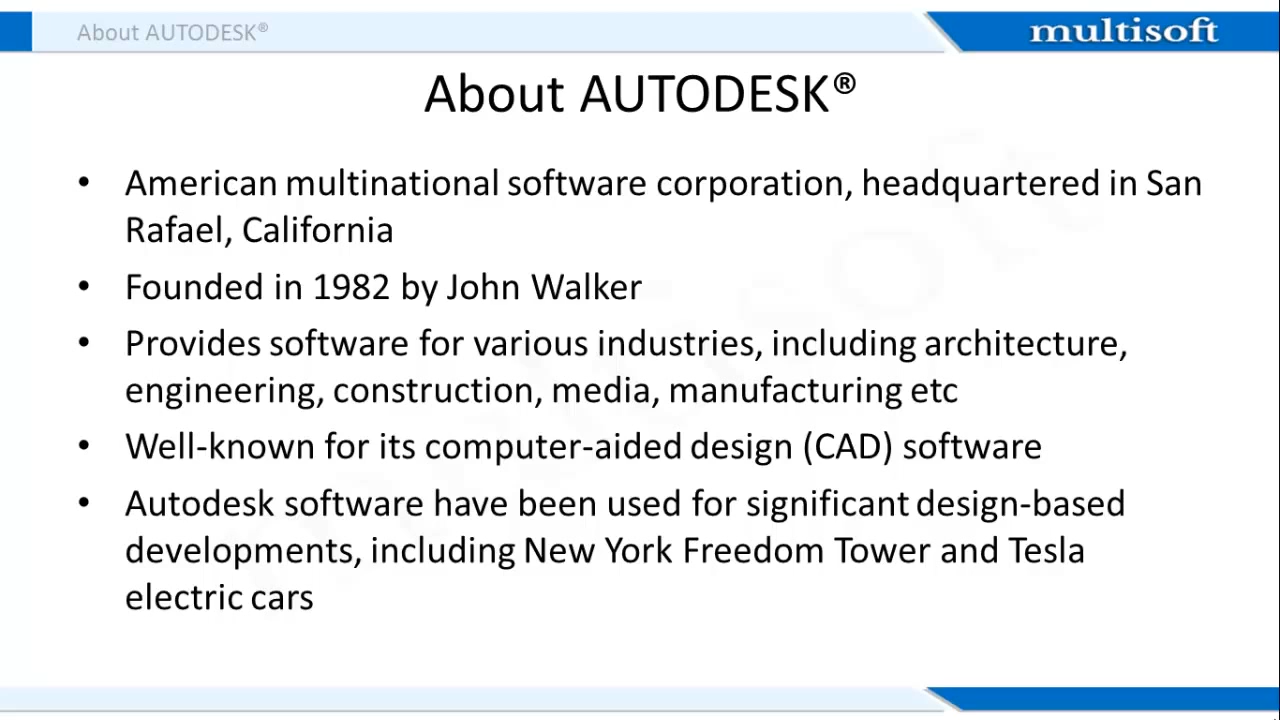 About AUTODESK®
multisoft
About AUTODESK®
• American multinational software corporation, headquartered in San
Rafael, California
• Founded in 1982 by John Walker
• Provides software for various industries, including architecture,
engineering, construction, media, manufacturing etc
• Well-known for its computer-aided design (CAD) software
• Autodesk software have been used for significant design-based
developments, including New York Freedom Tower and Tesla
electric cars